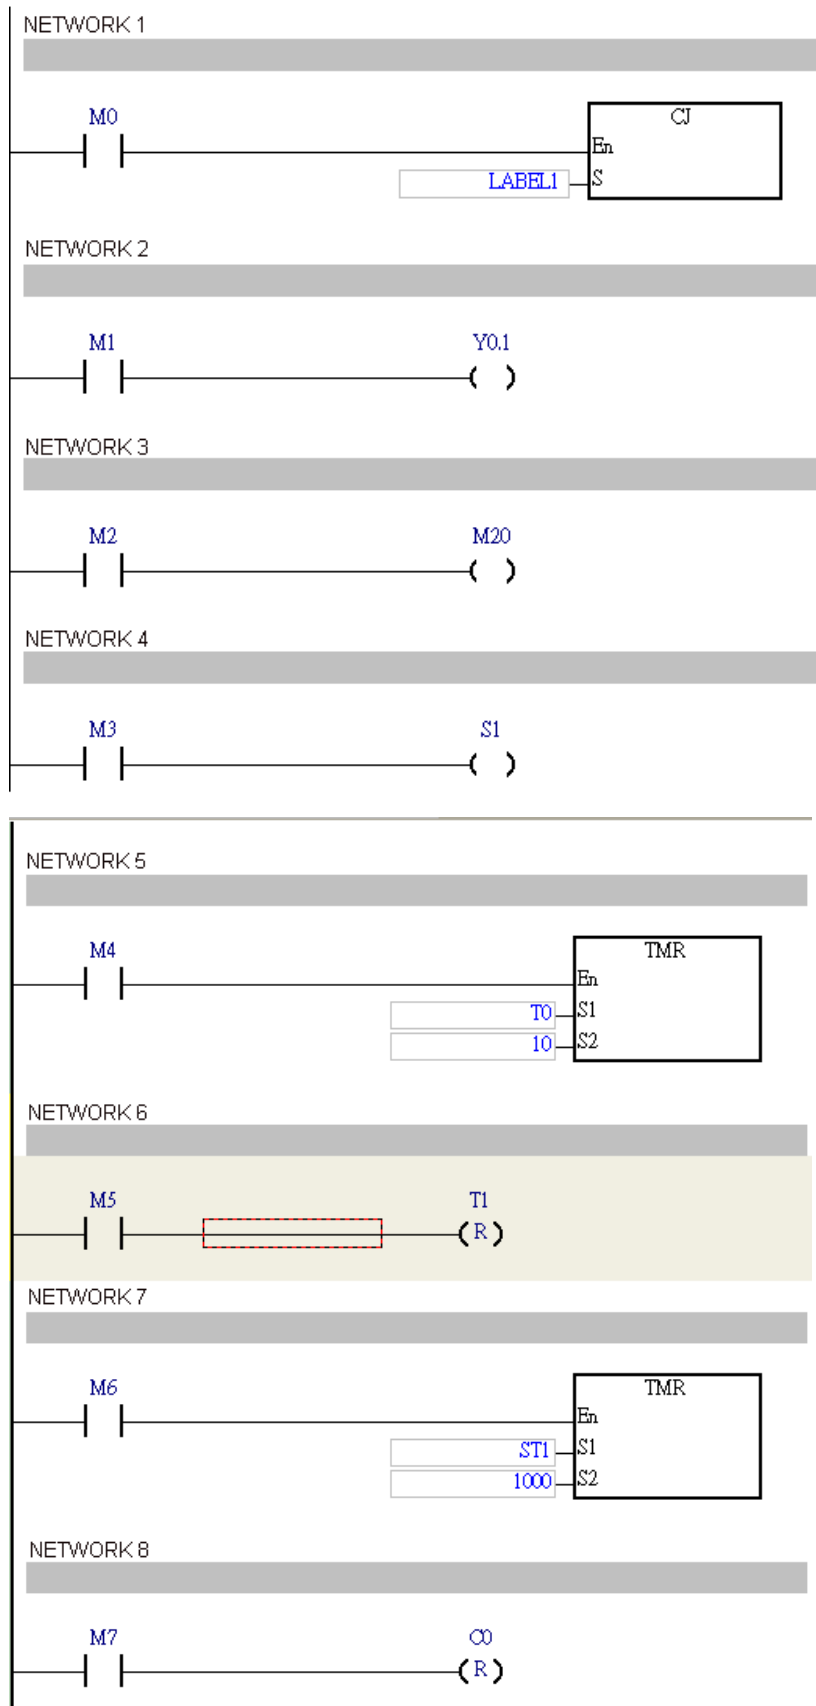 NETWORK 1
M0
CJ
En
LABEL1 S
NETWORK 2
M1 Y0.1
NETWORK 3
M2 M20
NETWORK 4
M3 S1
NETWORK 5
M4 TMR
En
T0 S1
10 S2
NETWORK 6
M5 T1
R
NETWORK 7
M6 TMR
En
ST1 S1
1000 S2
NETWORK 8
M7 C0
R